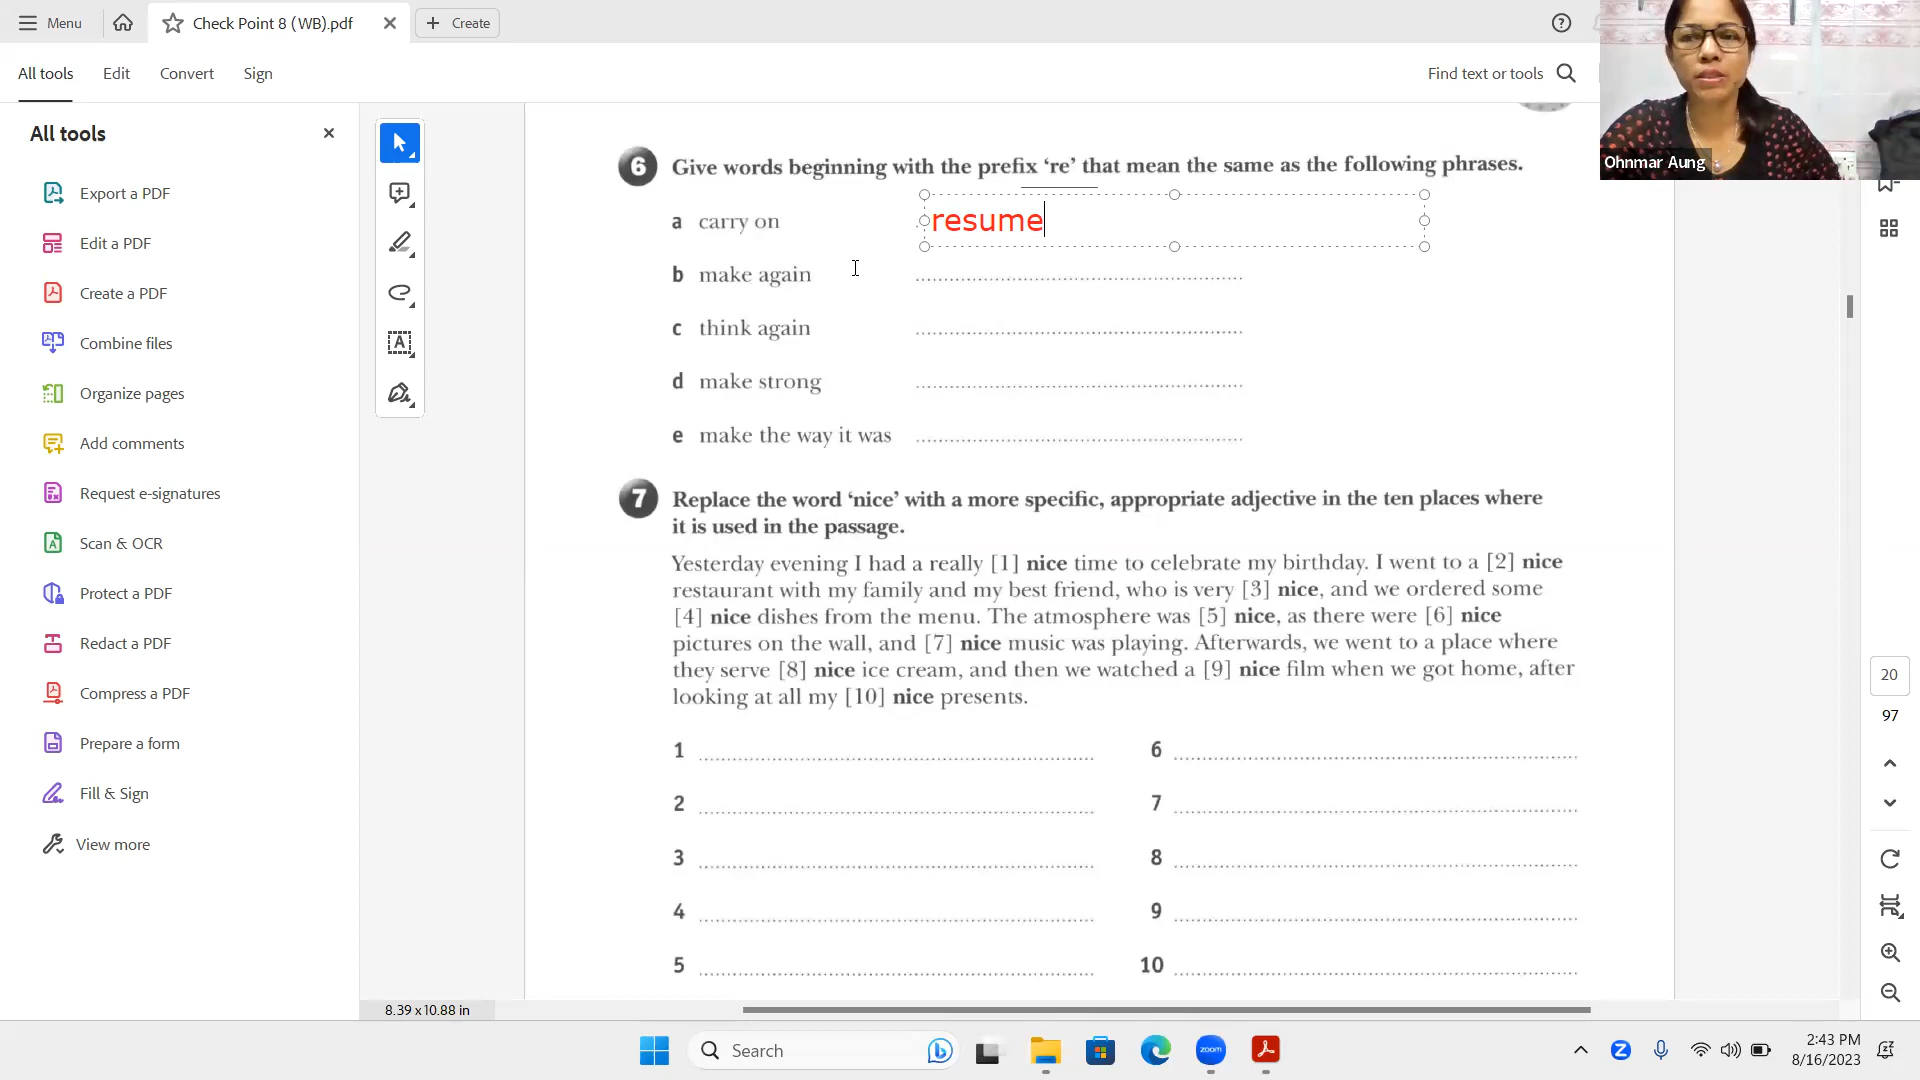 Menu
Check Point 8 (WB).pdf
Create
All tools Edit Convert Sign
Find text or tools
Ohnmar Aung
All tools
Export a PDF
Edit a PDF
Create a PDF
Combine files
Organize pages
Add comments
Request e-signatures
Scan & OCR
Protect a PDF
Redact a PDF
Compress a PDF
Prepare a form
Fill & Sign
View more
6 Give words beginning with the prefix ‘re’ that mean the same as the following phrases.
a carry on resume
b make again
c think again
d make strong
e make the way it was
7 Replace the word ‘nice’ with a more specific, appropriate adjective in the ten places where
it is used in the passage.
Yesterday evening I had a really [1] nice time to celebrate my birthday. I went to a [2] nice
restaurant with my family and my best friend, who is very [3] nice, and we ordered some
[4] nice dishes from the menu. The atmosphere was [5] nice, as there were [6] nice
pictures on the wall, and [7] nice music was playing. Afterwards, we went to a place where
they serve [8] nice ice cream, and then we watched a [9] nice film when we got home, after
looking at all my [10] nice presents.
1 6
2 7
3 8
4 9
5 10
20
97
8.39 x 10.88 in
Search
zoom
2:43 PM
8/16/2023